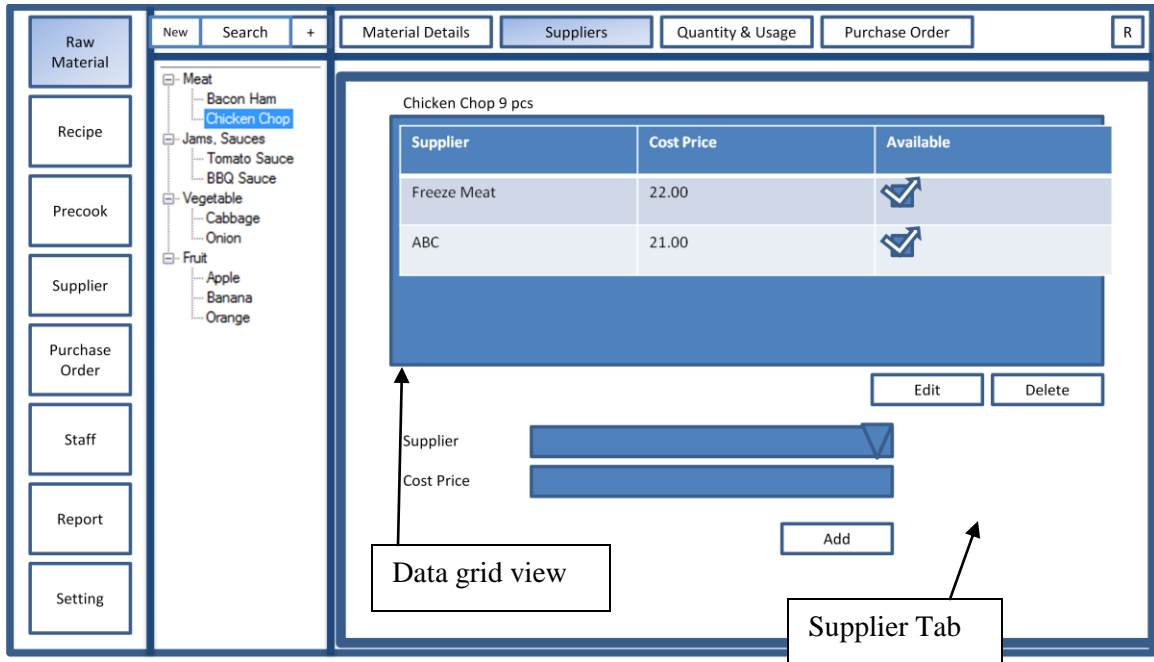 Raw
Material
Recipe
Precook
Supplier
Purchase
Order
Staff
Report
Setting
New
Search
+
Meat
Bacon Ham
Chicken Chop
Jams, Sauces
Tomato Sauce
BBQ Sauce
Vegetable
Cabbage
Onion
Fruit
Apple
Banana
Orange
Material Details
Suppliers
Quantity & Usage
Purchase Order
R
Chicken Chop 9 pcs
Supplier Cost Price Available
Freeze Meat 22.00
ABC 21.00
Edit
Delete
Supplier
Cost Price
Add
Data grid view
Supplier Tab